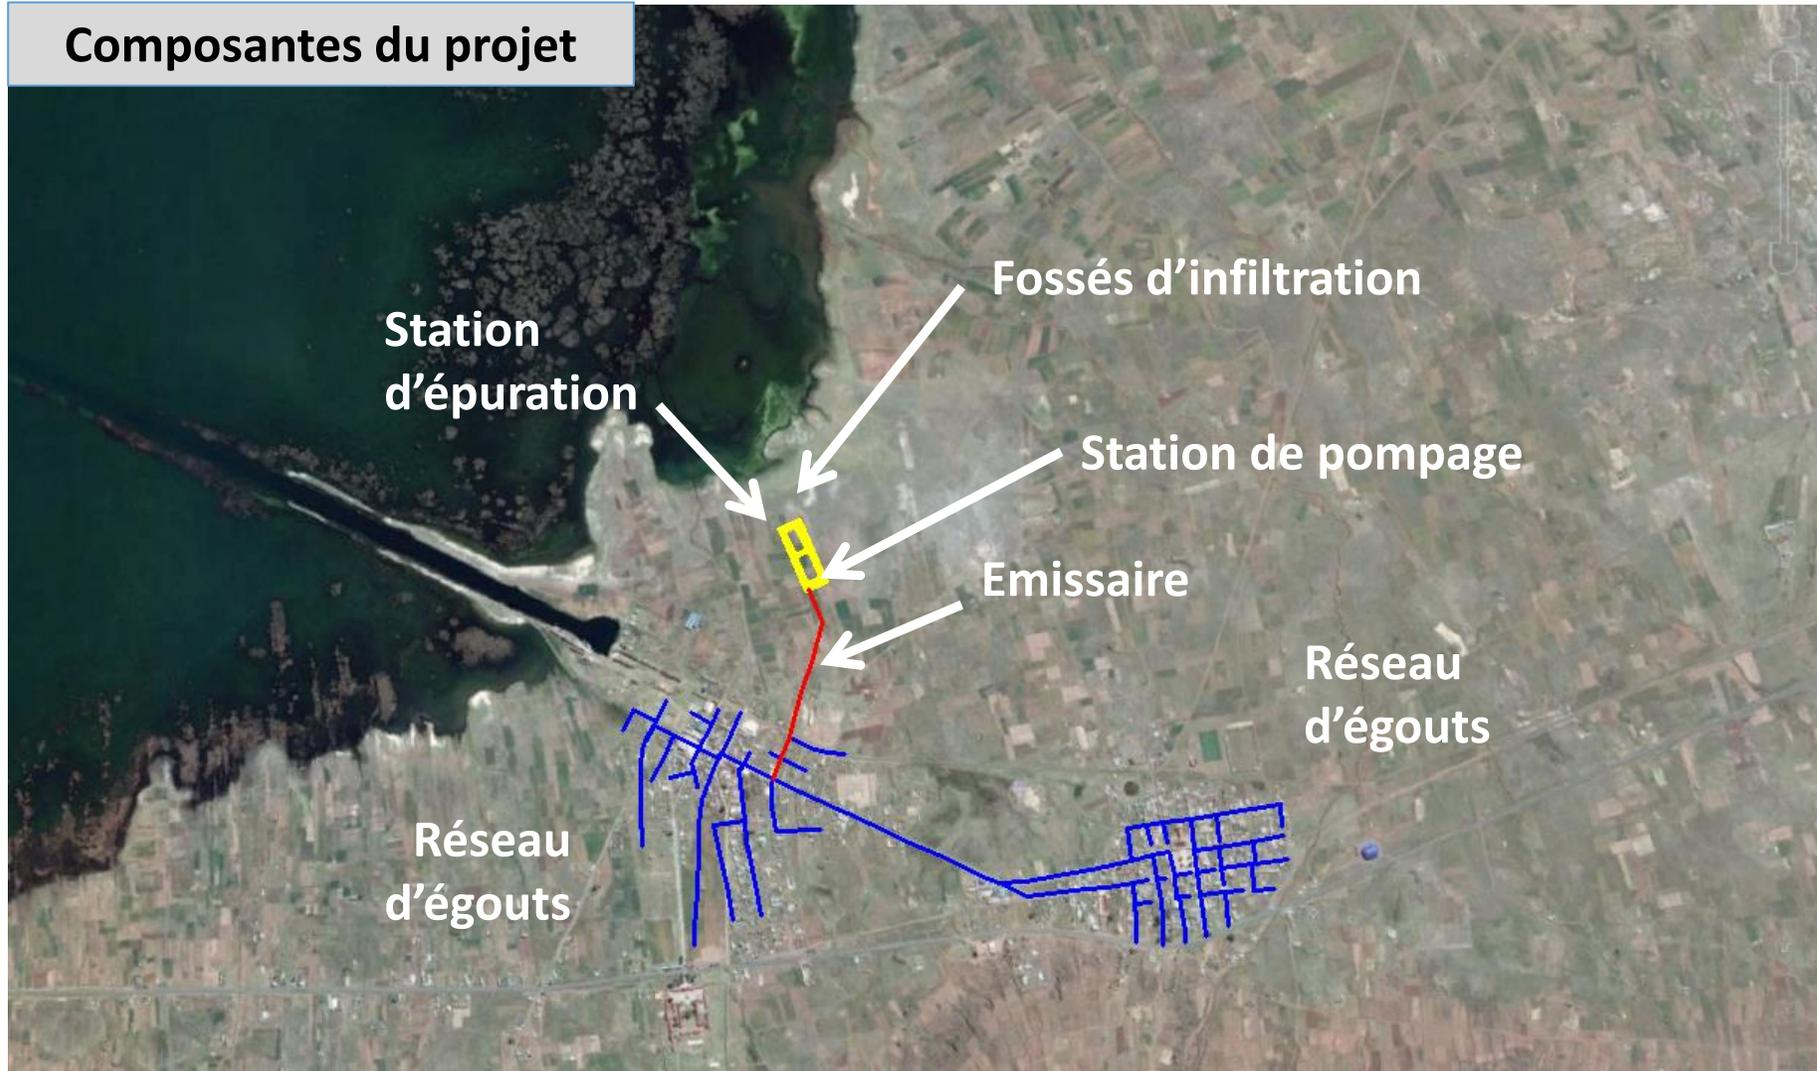 Composantes du projet
Fossés d’infiltration
Station
d’épuration
Station de pompage
Emissaire
Réseau
d’égouts
Réseau
d’égouts